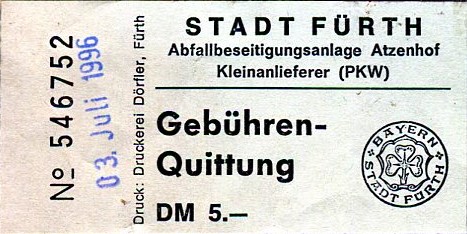 STADT FÜRTH
Abfallbeseitigungsanlage Atzenhof
Kleinanlieferer (PKW)
Gebühren-
Quittung
DM 5.—
BAYERN
STADT FÜRTH
No 546752
03. Juli 1996
Druck: Druckerei Dörfler, Fürth